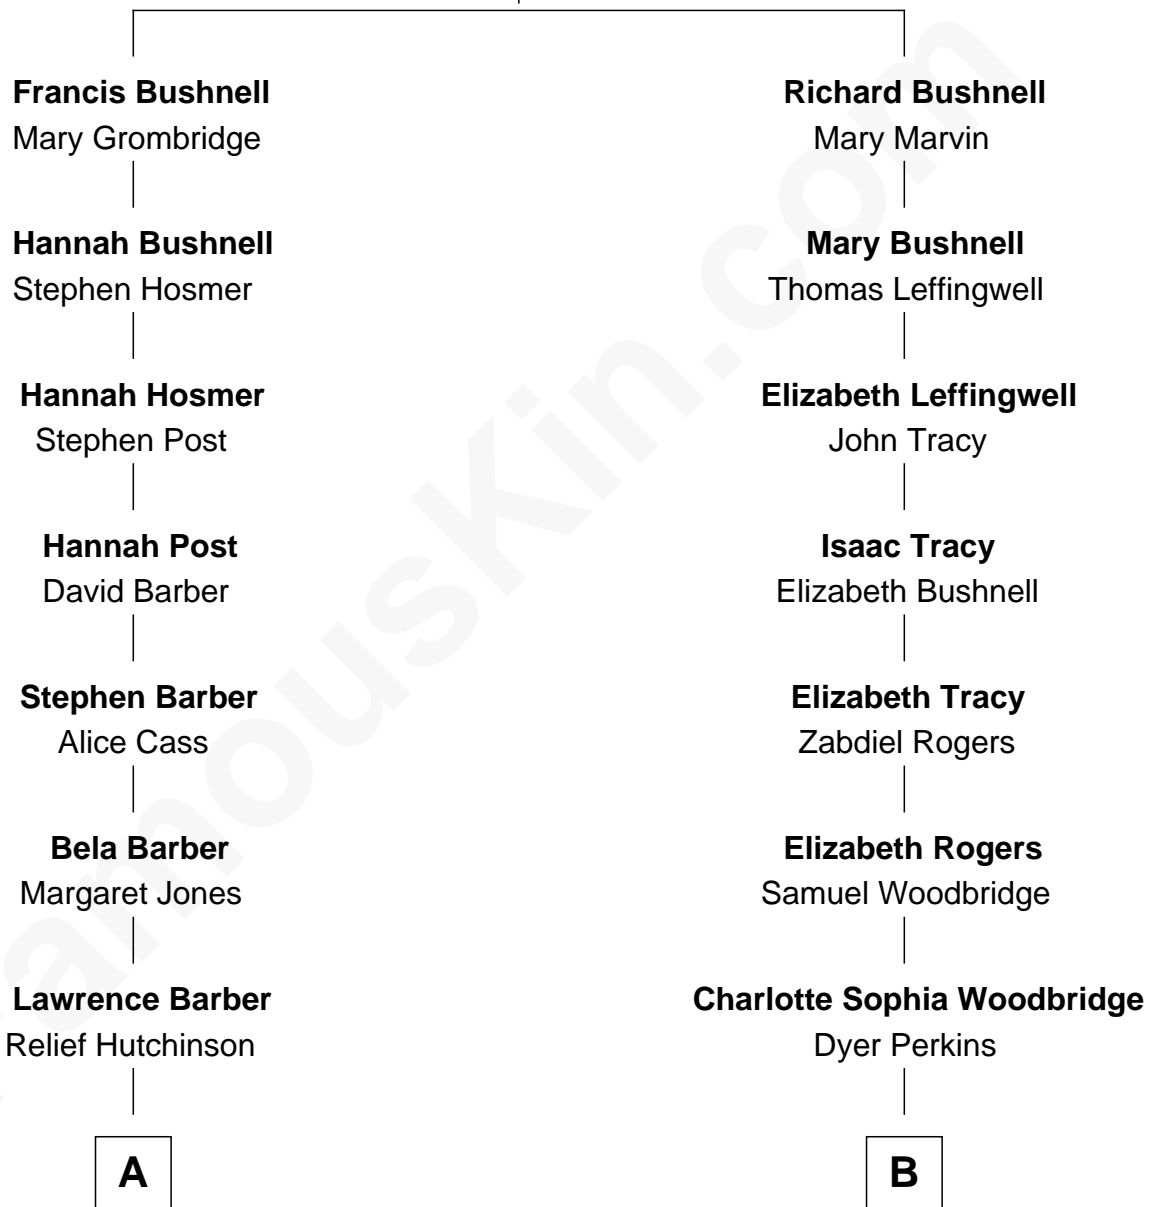 Francis Bushnell
Mary Grombridge
Hannah Bushnell
Stephen Hosmer
Hannah Hosmer
Stephen Post
Hannah Post
David Barber
Stephen Barber
Alice Cass
Bela Barber
Margaret Jones
Lawrence Barber
Relief Hutchinson
A
Richard Bushnell
Mary Marvin
Mary Bushnell
Thomas Leffingwell
Elizabeth Leffingwell
John Tracy
Isaac Tracy
Elizabeth Bushnell
Elizabeth Tracy
Zabdiel Rogers
Elizabeth Rogers
Samuel Woodbridge
Charlotte Sophia Woodbridge
Dyer Perkins
B
FamousKin.com